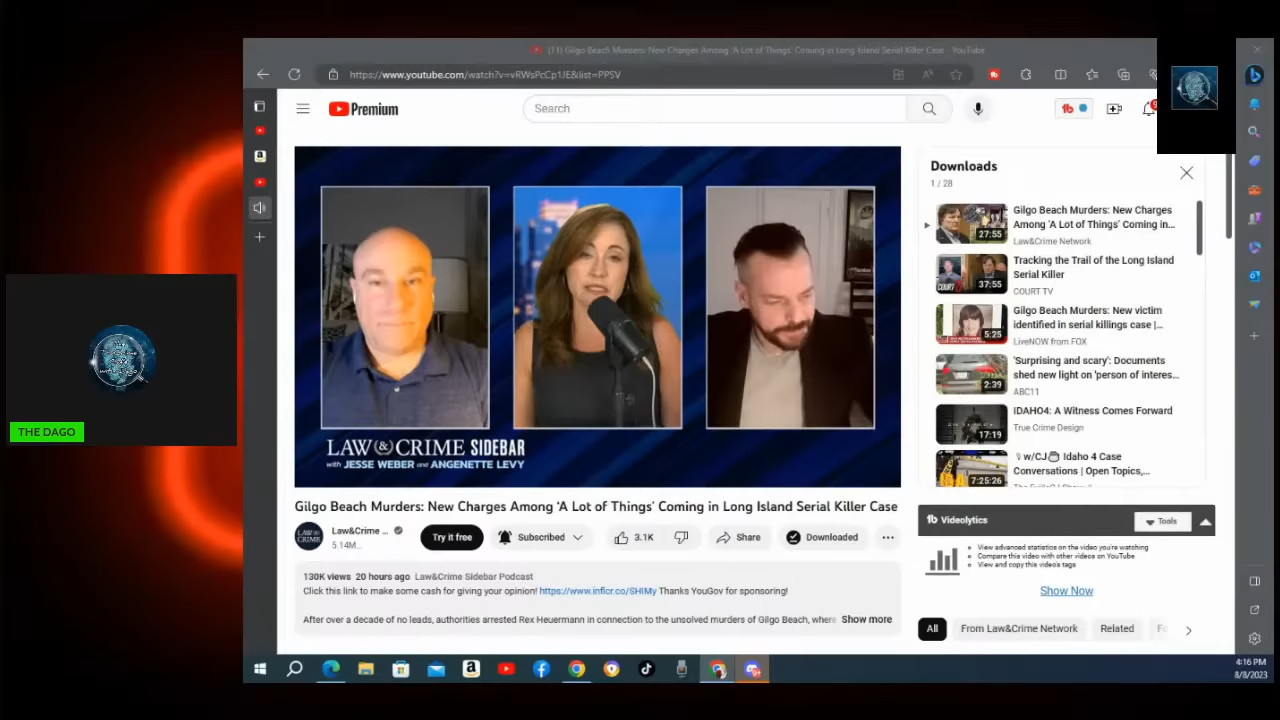 (11) Gilgo Beach Murders: New Charges Among 'A Lot of Things' Coming in Long Island Serial Killer Case - YouTube
https://www.youtube.com/watch?v=vRWsPcCp1JE&list=PPSV
Premium
Search
Downloads
1 / 28
Gilgo Beach Murders: New Charges
Among 'A Lot of Things' Coming in...
Law&Crime Network
27:55
Tracking the Trail of the Long Island
Serial Killer
COURT TV
37:55
Gilgo Beach Murders: New victim
identified in serial killings case |...
LiveNOW from FOX
5:25
'Surprising and scary': Documents
shed new light on 'person of interes...
ABC11
2:39
IDAHO4: A Witness Comes Forward
True Crime Design
17:19
w/CJ Idaho 4 Case
Conversations | Open Topics,...
7:25:26
THE DAGO
LAW & CRIME SIDEBAR
with JESSE WEBER and ANGENETTE LEVY
Gilgo Beach Murders: New Charges Among 'A Lot of Things' Coming in Long Island Serial Killer Case
LAW & CRIME
Law&Crime ...
5.14M...
Try it free
Subscribed
3.1K
Share
Downloaded
130K views 20 hours ago Law&Crime Sidebar Podcast
Click this link to make some cash for giving your opinion! https://www.inflcr.co/SHIMy Thanks YouGov for sponsoring!
After over a decade of no leads, authorities arrested Rex Heuermann in connection to the unsolved murders of Gilgo Beach, where Show more
Videolytics
Tools
View advanced statistics on the video you're watching
Compare this video with other videos on YouTube
View and copy this video's tags
Show Now
All
From Law&Crime Network
Related
Fo
4:16 PM
8/8/2023